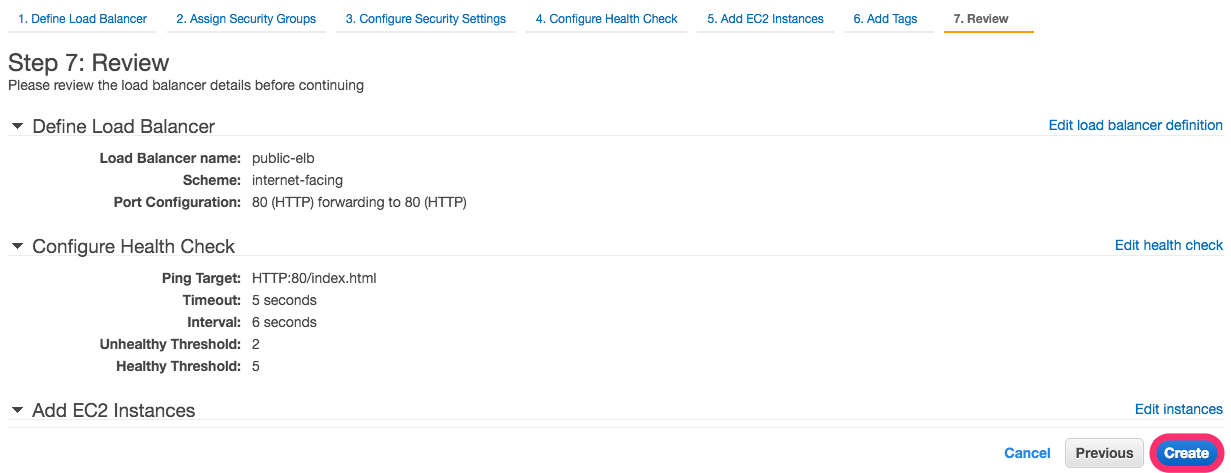 1. Define Load Balancer 2. Assign Security Groups 3. Configure Security Settings 4. Configure Health Check 5. Add EC2 Instances 6. Add Tags 7. Review
Step 7: Review
Please review the load balancer details before continuing
Define Load Balancer Edit load balancer definition
Load Balancer name: public-elb
Scheme: internet-facing
Port Configuration: 80 (HTTP) forwarding to 80 (HTTP)
Configure Health Check Edit health check
Ping Target: HTTP:80/index.html
Timeout: 5 seconds
Interval: 6 seconds
Unhealthy Threshold: 2
Healthy Threshold: 5
Add EC2 Instances Edit instances
Cancel Previous Create